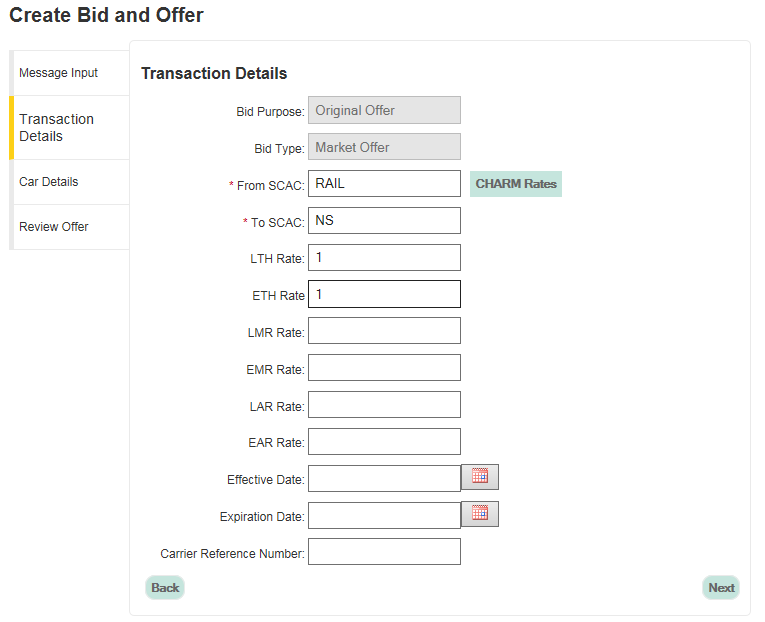 Create Bid and Offer
Message Input
Transaction
Details
Car Details
Review Offer
Transaction Details
Bid Purpose: Original Offer
Bid Type: Market Offer
* From SCAC: RAIL CHARM Rates
* To SCAC: NS
LTH Rate: 1
ETH Rate 1
LMR Rate:
EMR Rate:
LAR Rate:
EAR Rate:
Effective Date:
Expiration Date:
Carrier Reference Number:
Back Next